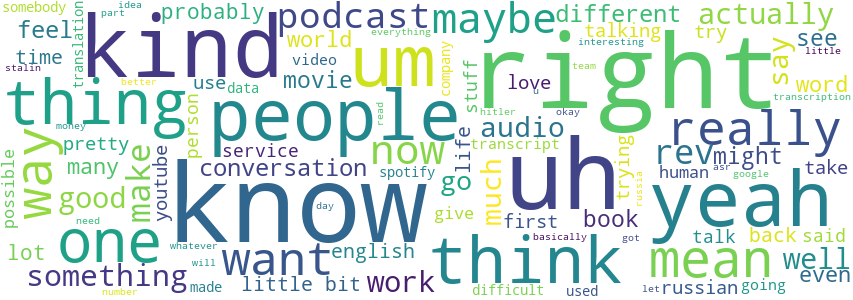 somebody
part
idea
feel
time
stalin
translation
kind
probably
podcast
world
um
video
movie
maybe
everything
different
talking
interesting
team
company
actually
try
say
see
little
word
transcription
better
thing
money
person
use
data
people
read
hitler
stuff
love
u
okay
right
way
possible
pretty
many
make
good
youtube
service
conversation
now
spotify
know
day
life
go
audio
transcript
much
give
first
uh
book
trying
rev
human
might
really
asr
google
take
russia
yeah
need
one
lot
something
whatever
will
made
number
want
english
little bit
work
think
basically
got
difficult
used
mean
talk
back
said
well
even
let
russian
going